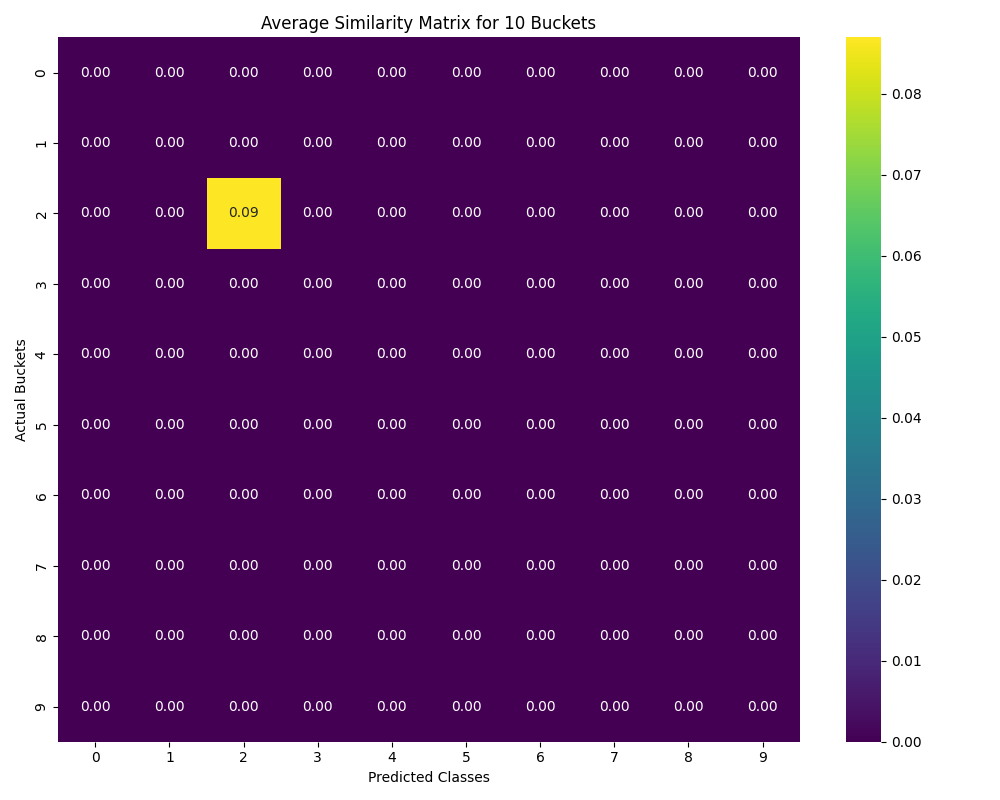 Average Similarity Matrix for 10 Buckets
0 0.00 0.00 0.00 0.00 0.00 0.00 0.00 0.00 0.00 0.00
1 0.00 0.00 0.00 0.00 0.00 0.00 0.00 0.00 0.00 0.00
2 0.00 0.00 0.09 0.00 0.00 0.00 0.00 0.00 0.00 0.00
3 0.00 0.00 0.00 0.00 0.00 0.00 0.00 0.00 0.00 0.00
4 0.00 0.00 0.00 0.00 0.00 0.00 0.00 0.00 0.00 0.00
5 0.00 0.00 0.00 0.00 0.00 0.00 0.00 0.00 0.00 0.00
6 0.00 0.00 0.00 0.00 0.00 0.00 0.00 0.00 0.00 0.00
7 0.00 0.00 0.00 0.00 0.00 0.00 0.00 0.00 0.00 0.00
8 0.00 0.00 0.00 0.00 0.00 0.00 0.00 0.00 0.00 0.00
9 0.00 0.00 0.00 0.00 0.00 0.00 0.00 0.00 0.00 0.00
0 1 2 3 4 5 6 7 8 9
Predicted Classes
Actual Buckets
0.08
0.07
0.06
0.05
0.04
0.03
0.02
0.01
0.00